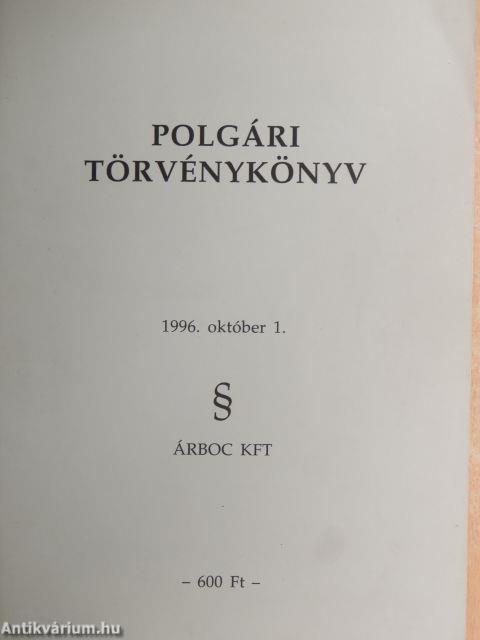 POLGÁRI
TÖRVÉNYKÖNYV
1996. október 1.
§
ÁRBOC KFT
– 600 Ft –
Antikvárium.hu